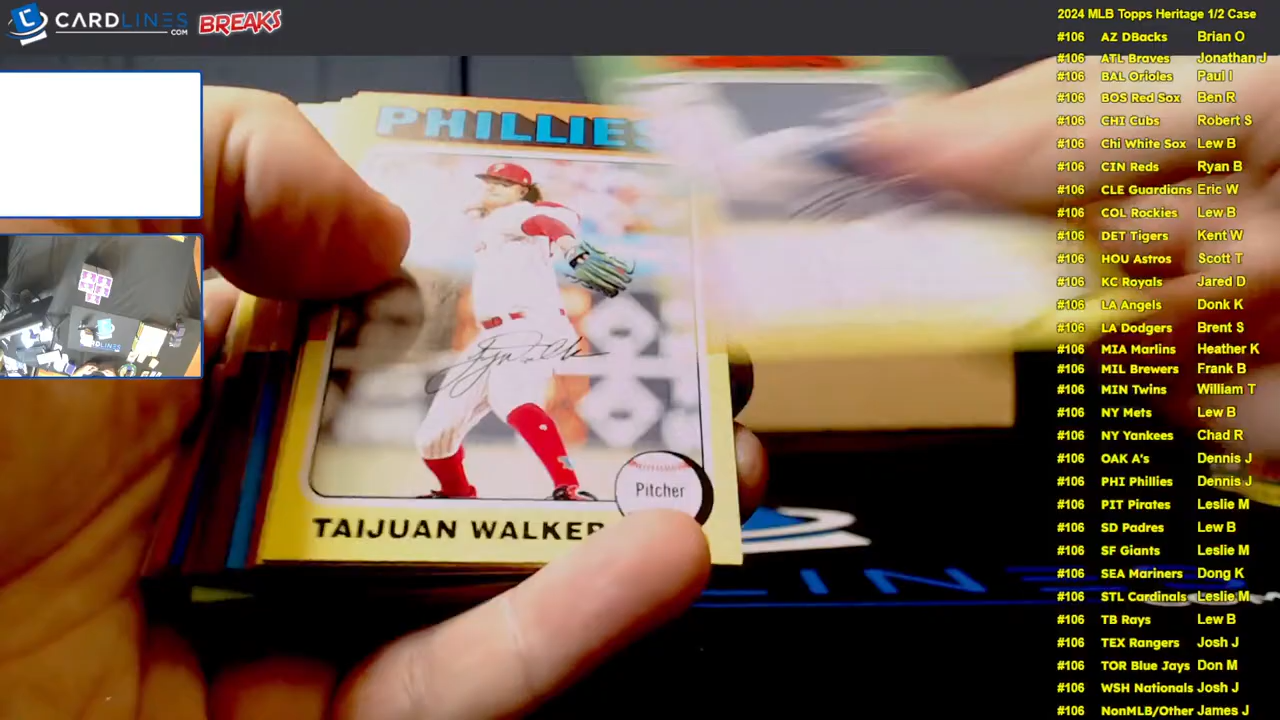 CARDLINES
.COM
BREAKS
PHILLIES
Pitcher
TAIJUAN WALKER
2024 MLB Topps Heritage 1/2 Case
#106 AZ DBacks Brian O
#106 ATL Braves Jonathan J
#106 BAL Orioles Paul I
#106 BOS Red Sox Ben R
#106 CHI Cubs Robert S
#106 Chi White Sox Lew B
#106 CIN Reds Ryan B
#106 CLE Guardians Eric W
#106 COL Rockies Lew B
#106 DET Tigers Kent W
#106 HOU Astros Scott T
#106 KC Royals Jared D
#106 LA Angels Donk K
#106 LA Dodgers Brent S
#106 MIA Marlins Heather K
#106 MIL Brewers Frank B
#106 MIN Twins William T
#106 NY Mets Lew B
#106 NY Yankees Chad R
#106 OAK A's Dennis J
#106 PHI Phillies Dennis J
#106 PIT Pirates Leslie M
#106 SD Padres Lew B
#106 SF Giants Leslie M
#106 SEA Mariners Dong K
#106 STL Cardinals Leslie M
#106 TB Rays Lew B
#106 TEX Rangers Josh J
#106 TOR Blue Jays Don M
#106 WSH Nationals Josh J
#106 NonMLB/Other James J